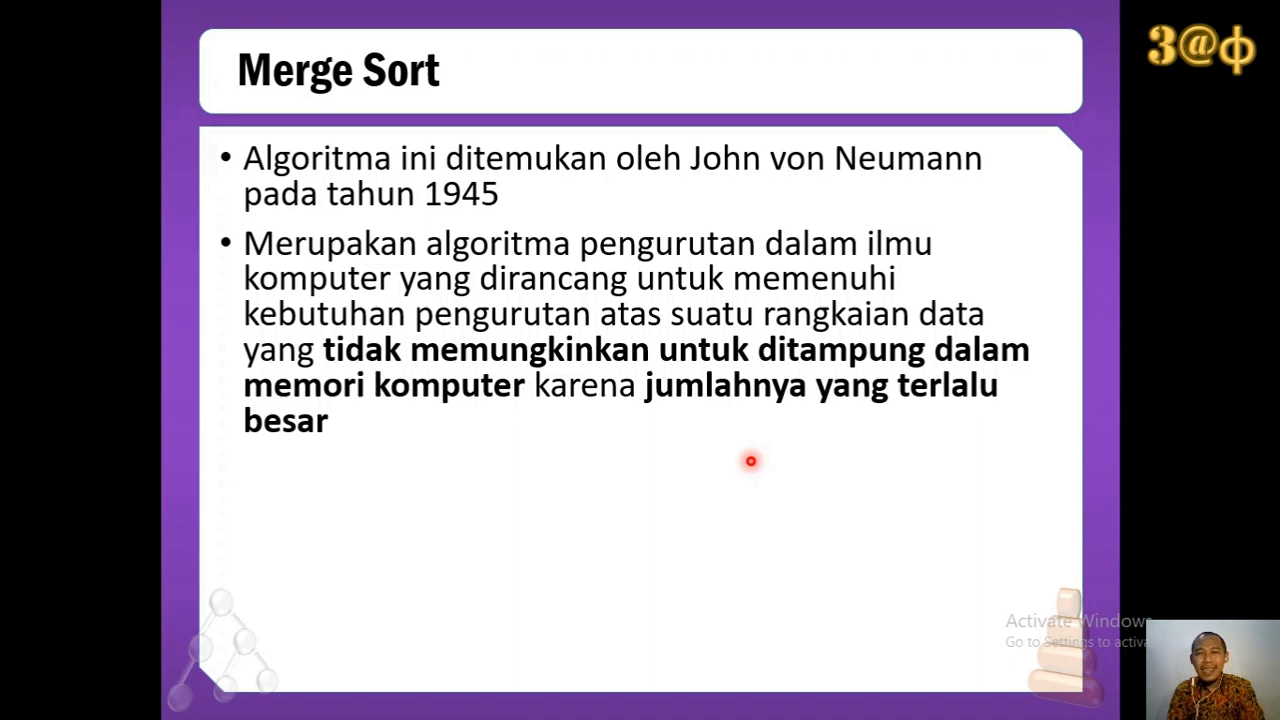 Merge Sort
3@ф
• Algoritma ini ditemukan oleh John von Neumann
pada tahun 1945
• Merupakan algoritma pengurutan dalam ilmu
komputer yang dirancang untuk memenuhi
kebutuhan pengurutan atas suatu rangkaian data
yang tidak memungkinkan untuk ditampung dalam
memori komputer karena jumlahnya yang terlalu
besar
Activate Windows
Go to Settings to activa